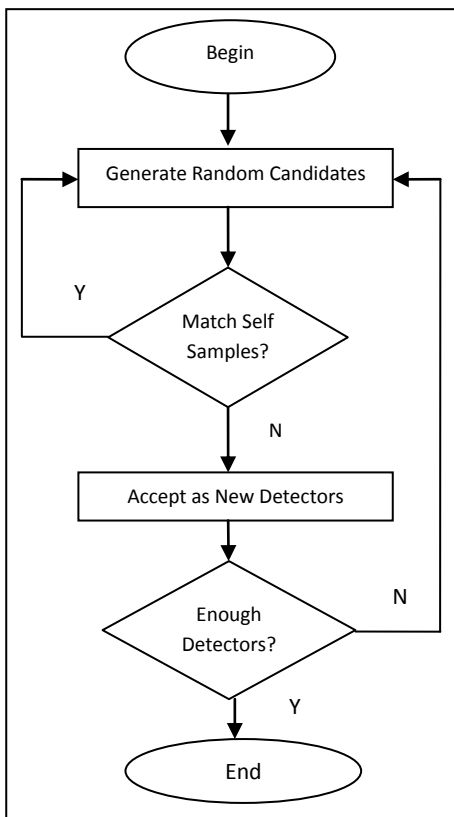 Begin
Generate Random Candidates
Y
Match Self
Samples?
N
Accept as New Detectors
Enough
Detectors?
N
Y
End